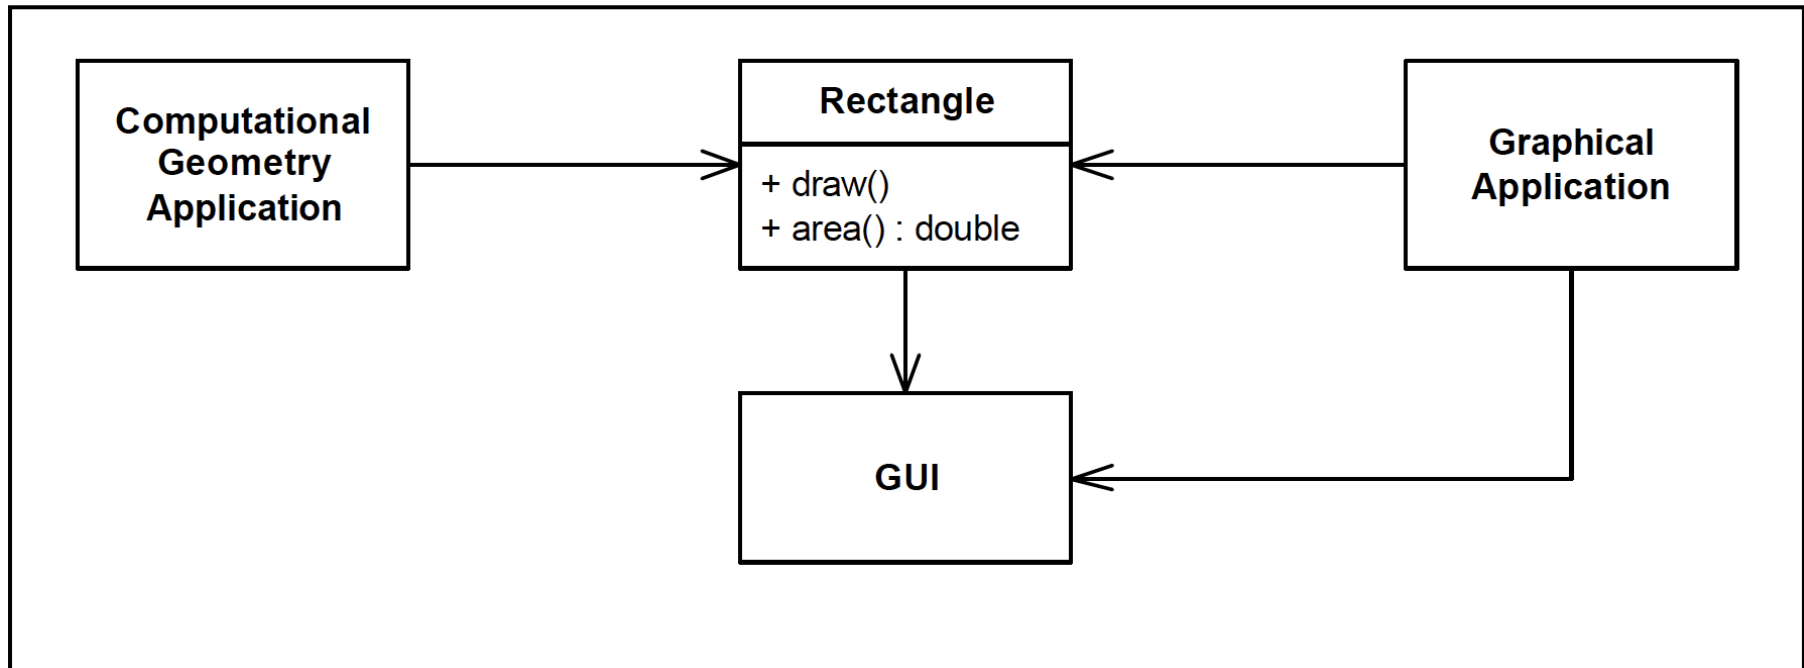 Computational
Geometry
Application
Rectangle
+ draw()
+ area() : double
Graphical
Application
GUI